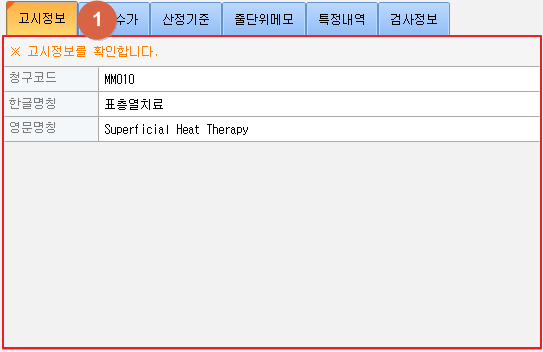 고시정보 1 수가 산정기준 줄단위메모 특정내역 검사정보
※ 고시정보를 확인합니다.
청구코드 MM010
한글명칭 표층열치료
영문명칭 Superficial Heat Therapy